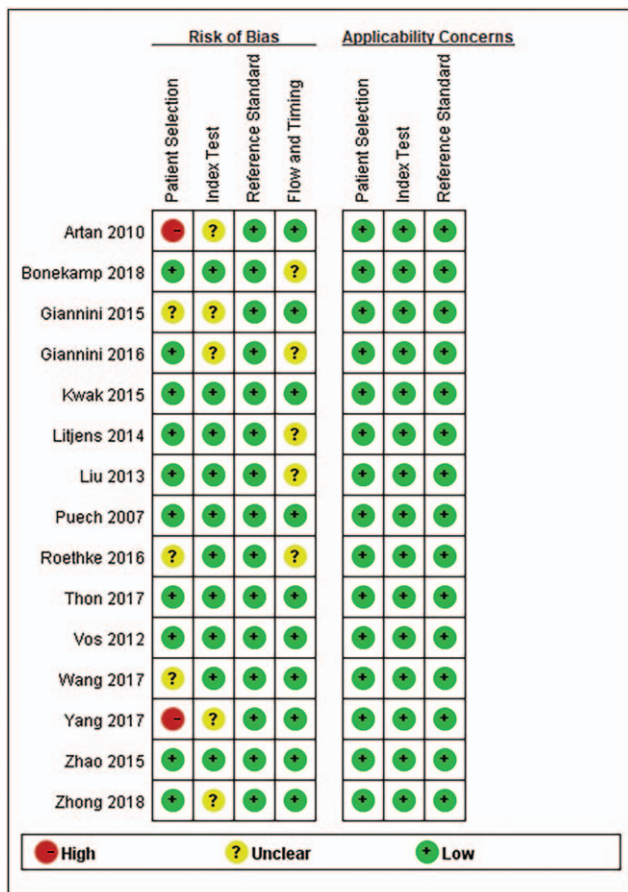 Risk of Bias Applicability Concerns
Patient Selection Index Test Reference Standard Flow and Timing Patient Selection Index Test Reference Standard
Artan 2010 - ? + + + + +
Bonekamp 2018 + + + ? + + +
Giannini 2015 ? ? + + + + +
Giannini 2016 + ? + ? + + +
Kwak 2015 + + + + + + +
Litjens 2014 + + + ? + + +
Liu 2013 + + + ? + + +
Puech 2007 + + + + + + +
Roethke 2016 ? + + ? + + +
Thon 2017 + + + + + + +
Vos 2012 + + + + + + +
Wang 2017 ? + + + + + +
Yang 2017 - ? + + + + +
Zhao 2015 + + + + + + +
Zhong 2018 + ? + + + + +
- High ? Unclear + Low